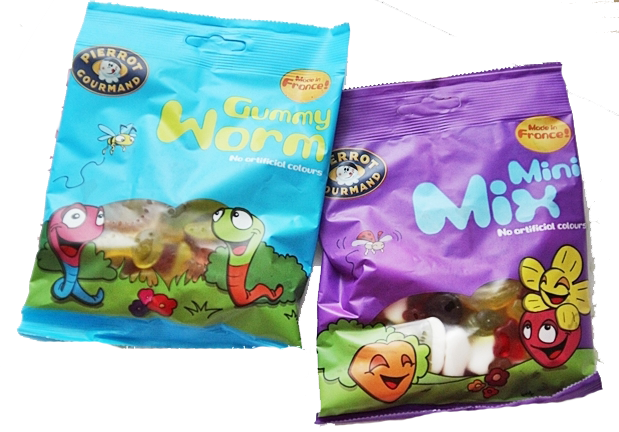 PIERROT
GOURMAND
Made in
France!
Gummy
Worm
No artificial colours
Made in
France!
PIERROT
GOURMAND
Mini
Mix
No artificial colours